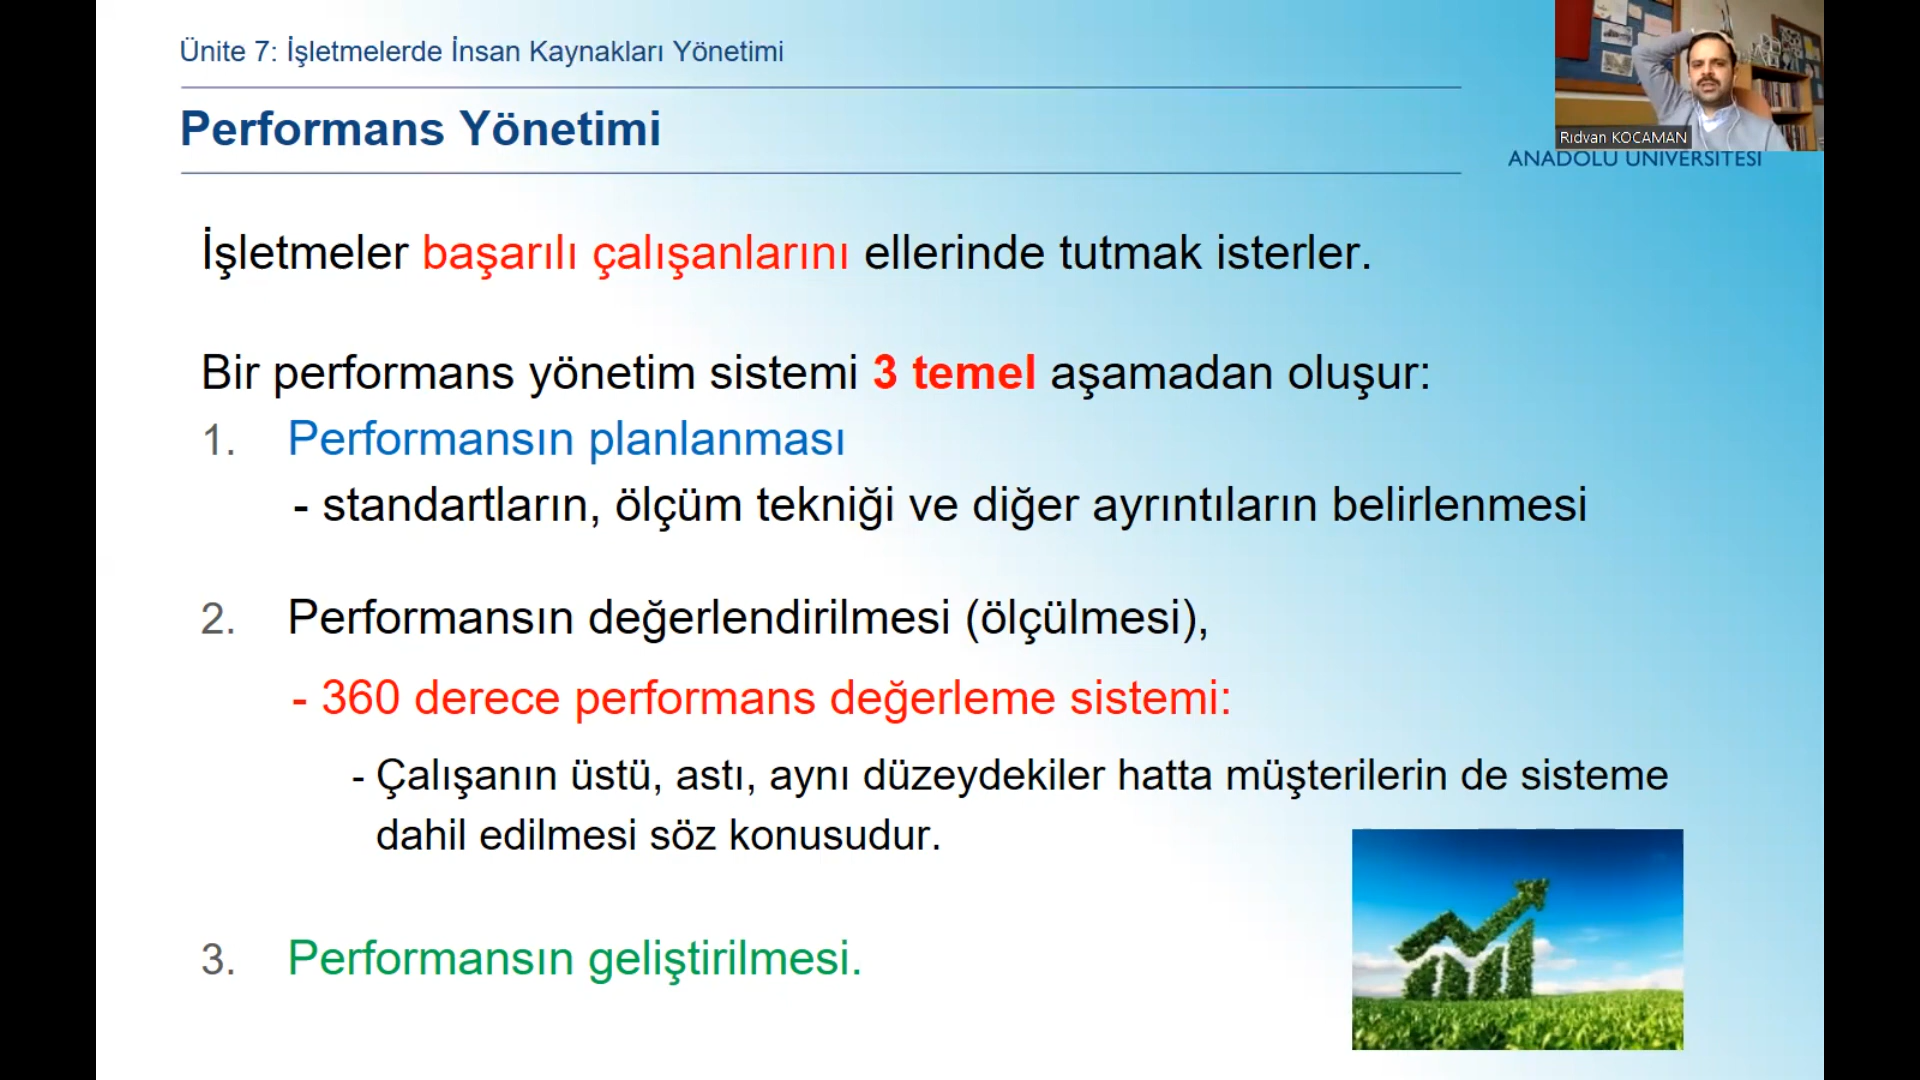 Ünite 7: İşletmelerde İnsan Kaynakları Yönetimi
Performans Yönetimi
Rıdvan KOCAMAN
ANADOLU ÜNİVERSİTESİ
İşletmeler başarılı çalışanlarını ellerinde tutmak isterler.
Bir performans yönetim sistemi 3 temel aşamadan oluşur:
1. Performansın planlanması
- standartların, ölçüm tekniği ve diğer ayrıntıların belirlenmesi
2. Performansın değerlendirilmesi (ölçülmesi),
- 360 derece performans değerleme sistemi:
- Çalışanın üstü, astı, aynı düzeydekiler hatta müşterilerin de sisteme
dahil edilmesi söz konusudur.
3. Performansın geliştirilmesi.